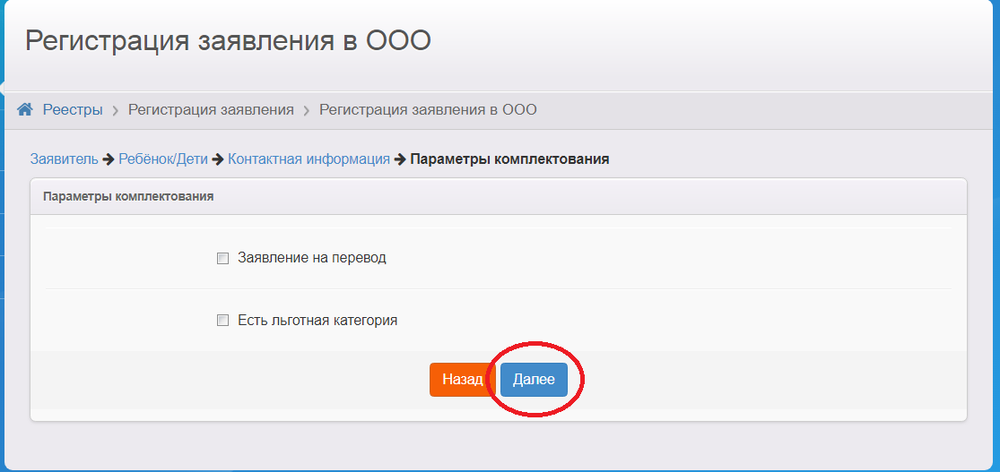 Регистрация заявления в ООО
Реестры > Регистрация заявления > Регистрация заявления в ООО
Заявитель → Ребёнок/Дети → Контактная информация → Параметры комплектования
Параметры комплектования
Заявление на перевод
Есть льготная категория
Назад Далее